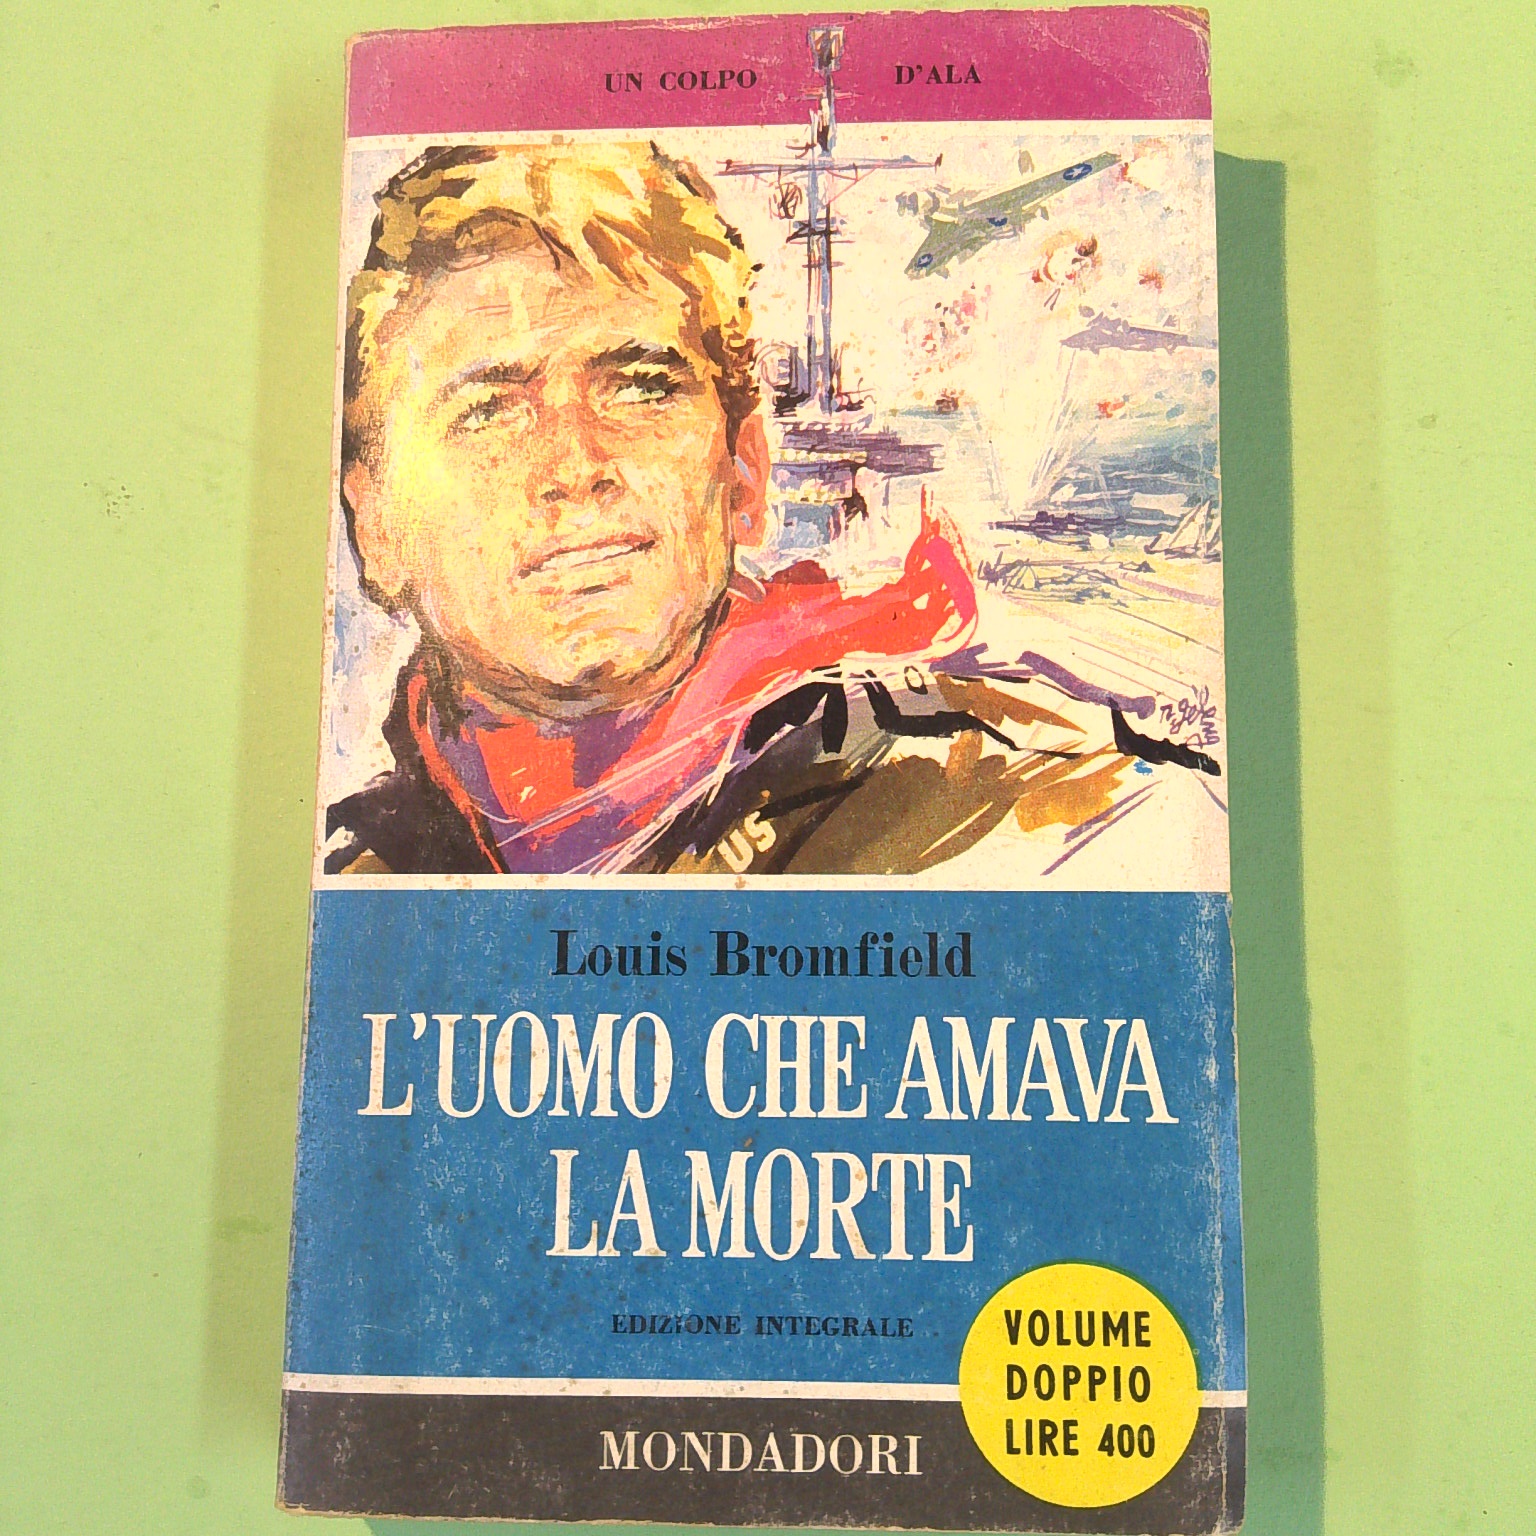 UN COLPO D'ALA
US
Louis Bromfield
L'UOMO CHE AMAVA
LA MORTE
EDIZIONE INTEGRALE
VOLUME
DOPPIO
LIRE 400
MONDADORI